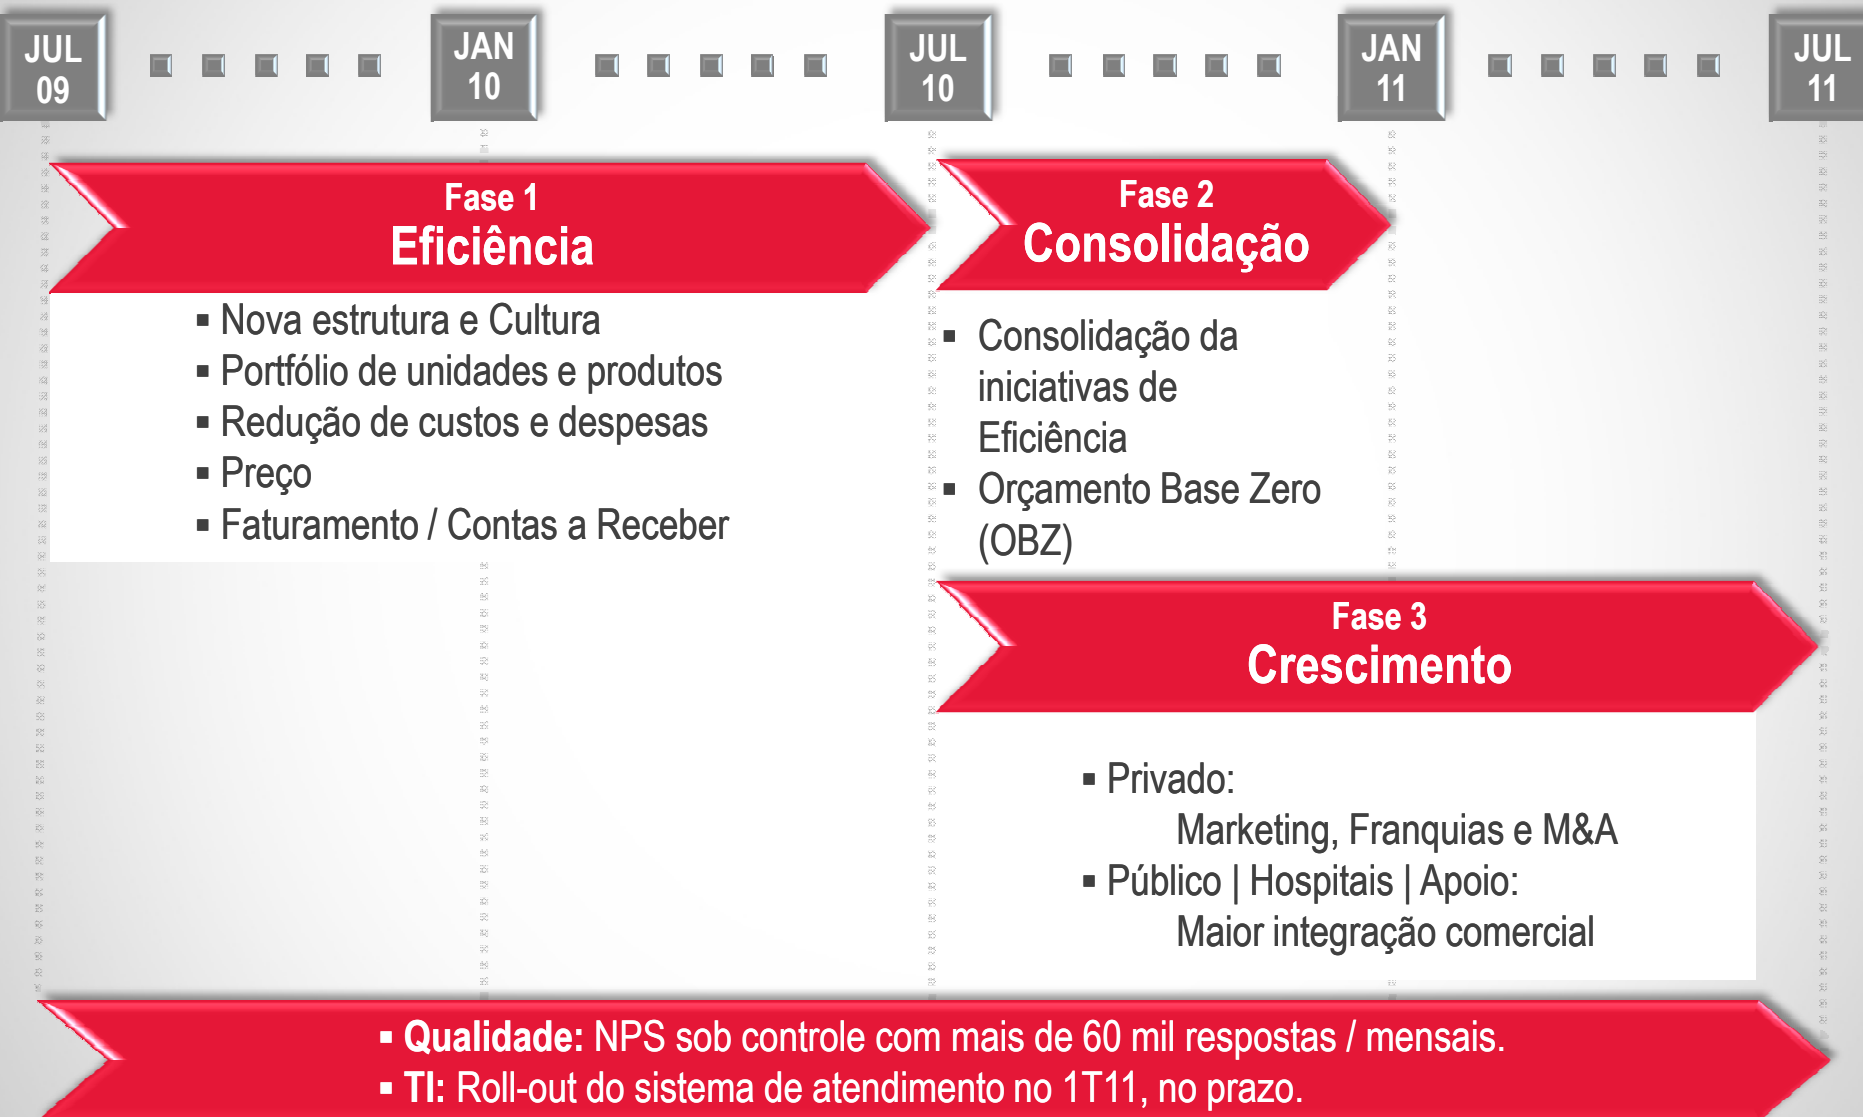 JUL
09
JAN
10
JUL
10
JAN
11
JUL
11
Fase 1
Eficiência
▪ Nova estrutura e Cultura
▪ Portfólio de unidades e produtos
▪ Redução de custos e despesas
▪ Preço
▪ Faturamento / Contas a Receber
Fase 2
Consolidação
▪ Consolidação da
iniciativas de
Eficiência
▪ Orçamento Base Zero
(OBZ)
Fase 3
Crescimento
▪ Privado:
Marketing, Franquias e M&A
▪ Público | Hospitais | Apoio:
Maior integração comercial
▪ Qualidade: NPS sob controle com mais de 60 mil respostas / mensais.
▪ TI: Roll-out do sistema de atendimento no 1T11, no prazo.